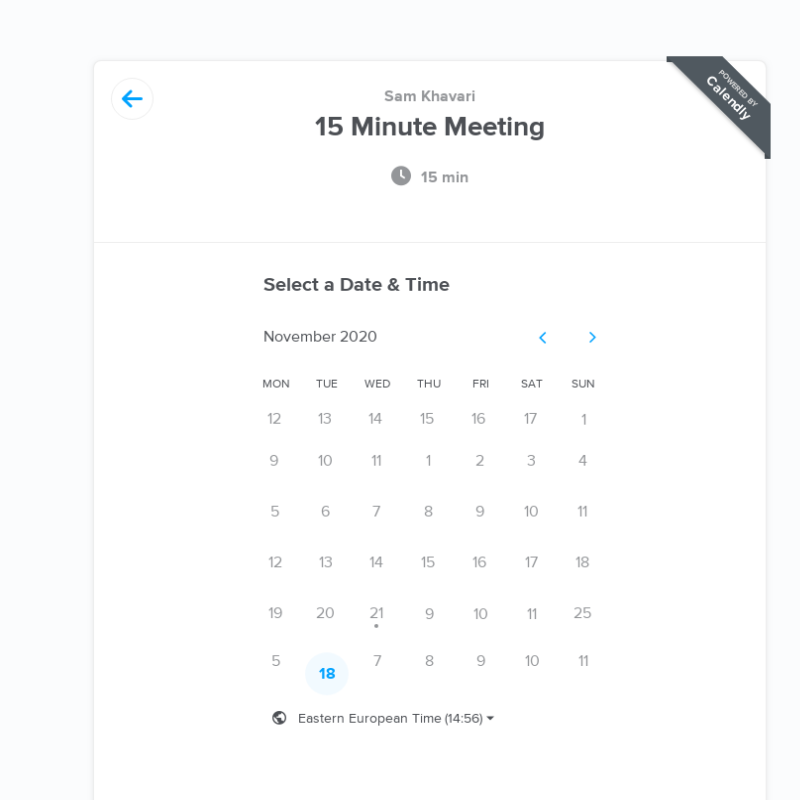 POWERED BY
Calendly
Sam Khavari
15 Minute Meeting
15 min
Select a Date & Time
November 2020
MON TUE WED THU FRI SAT SUN
12 13 14 15 16 17 1
9 10 11 1 2 3 4
5 6 7 8 9 10 11
12 13 14 15 16 17 18
19 20 21 9 10 11 25
5 18 7 8 9 10 11
Eastern European Time (14:56)